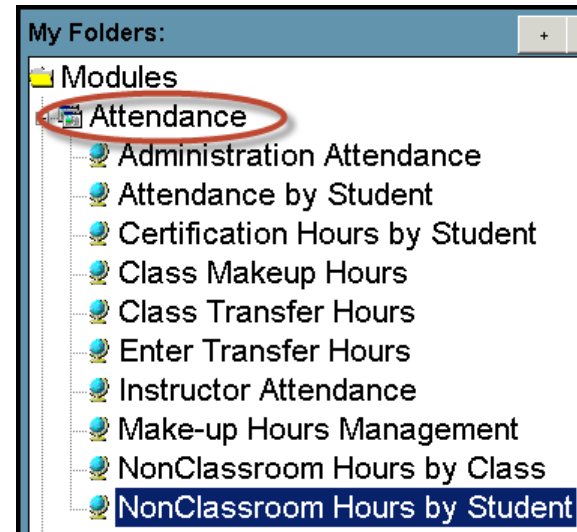 My Folders:
+
Modules
Attendance
Administration Attendance
Attendance by Student
Certification Hours by Student
Class Makeup Hours
Class Transfer Hours
Enter Transfer Hours
Instructor Attendance
Make-up Hours Management
NonClassroom Hours by Class
NonClassroom Hours by Student